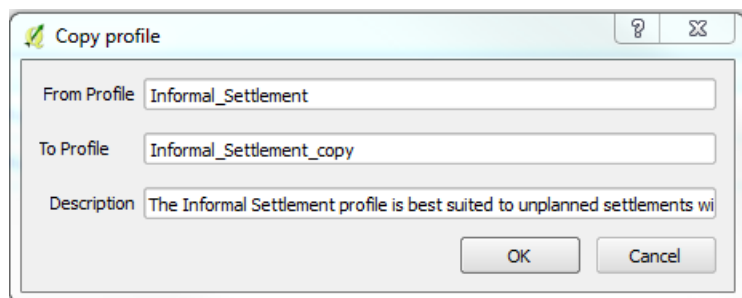 Copy profile
From Profile Informal_Settlement
To Profile Informal_Settlement_copy
Description The Informal Settlement profile is best suited to unplanned settlements wi
OK Cancel